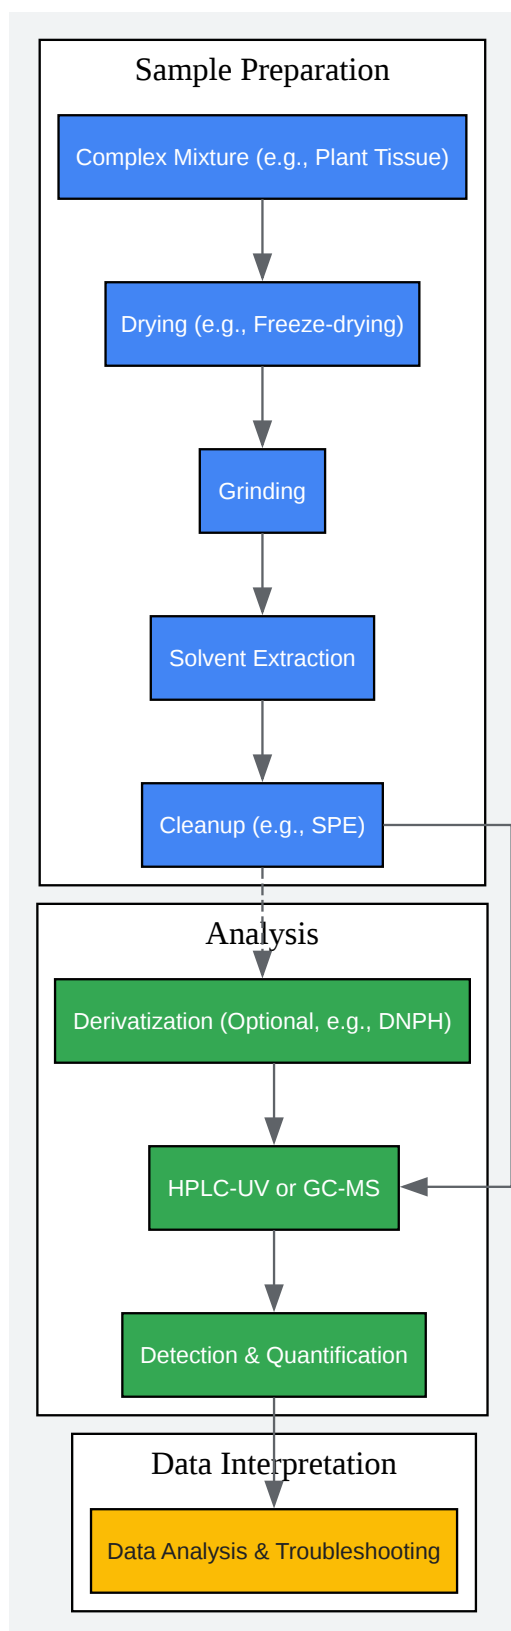 Sample Preparation
Complex Mixture (e.g., Plant Tissue)
Drying (e.g., Freeze-drying)
Grinding
Solvent Extraction
Cleanup (e.g., SPE)
Analysis
Derivatization (Optional, e.g., DNPH)
HPLC-UV or GC-MS
Detection & Quantification
Data Interpretation
Data Analysis & Troubleshooting